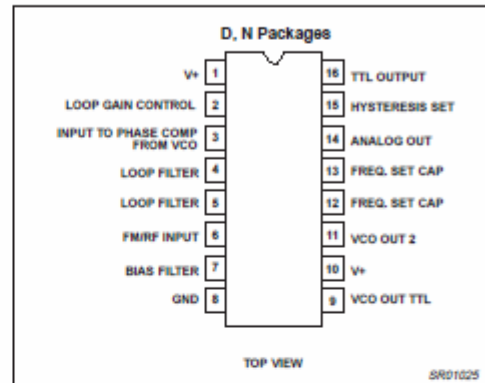 D, N Packages
V+ 1
LOOP GAIN CONTROL 2
INPUT TO PHASE COMP
FROM VCO 3
LOOP FILTER 4
LOOP FILTER 5
FM/RF INPUT 6
BIAS FILTER 7
GND 8
16 TTL OUTPUT
15 HYSTERESIS SET
14 ANALOG OUT
13 FREQ. SET CAP
12 FREQ. SET CAP
11 VCO OUT 2
10 V+
9 VCO OUT TTL
TOP VIEW
SR01025